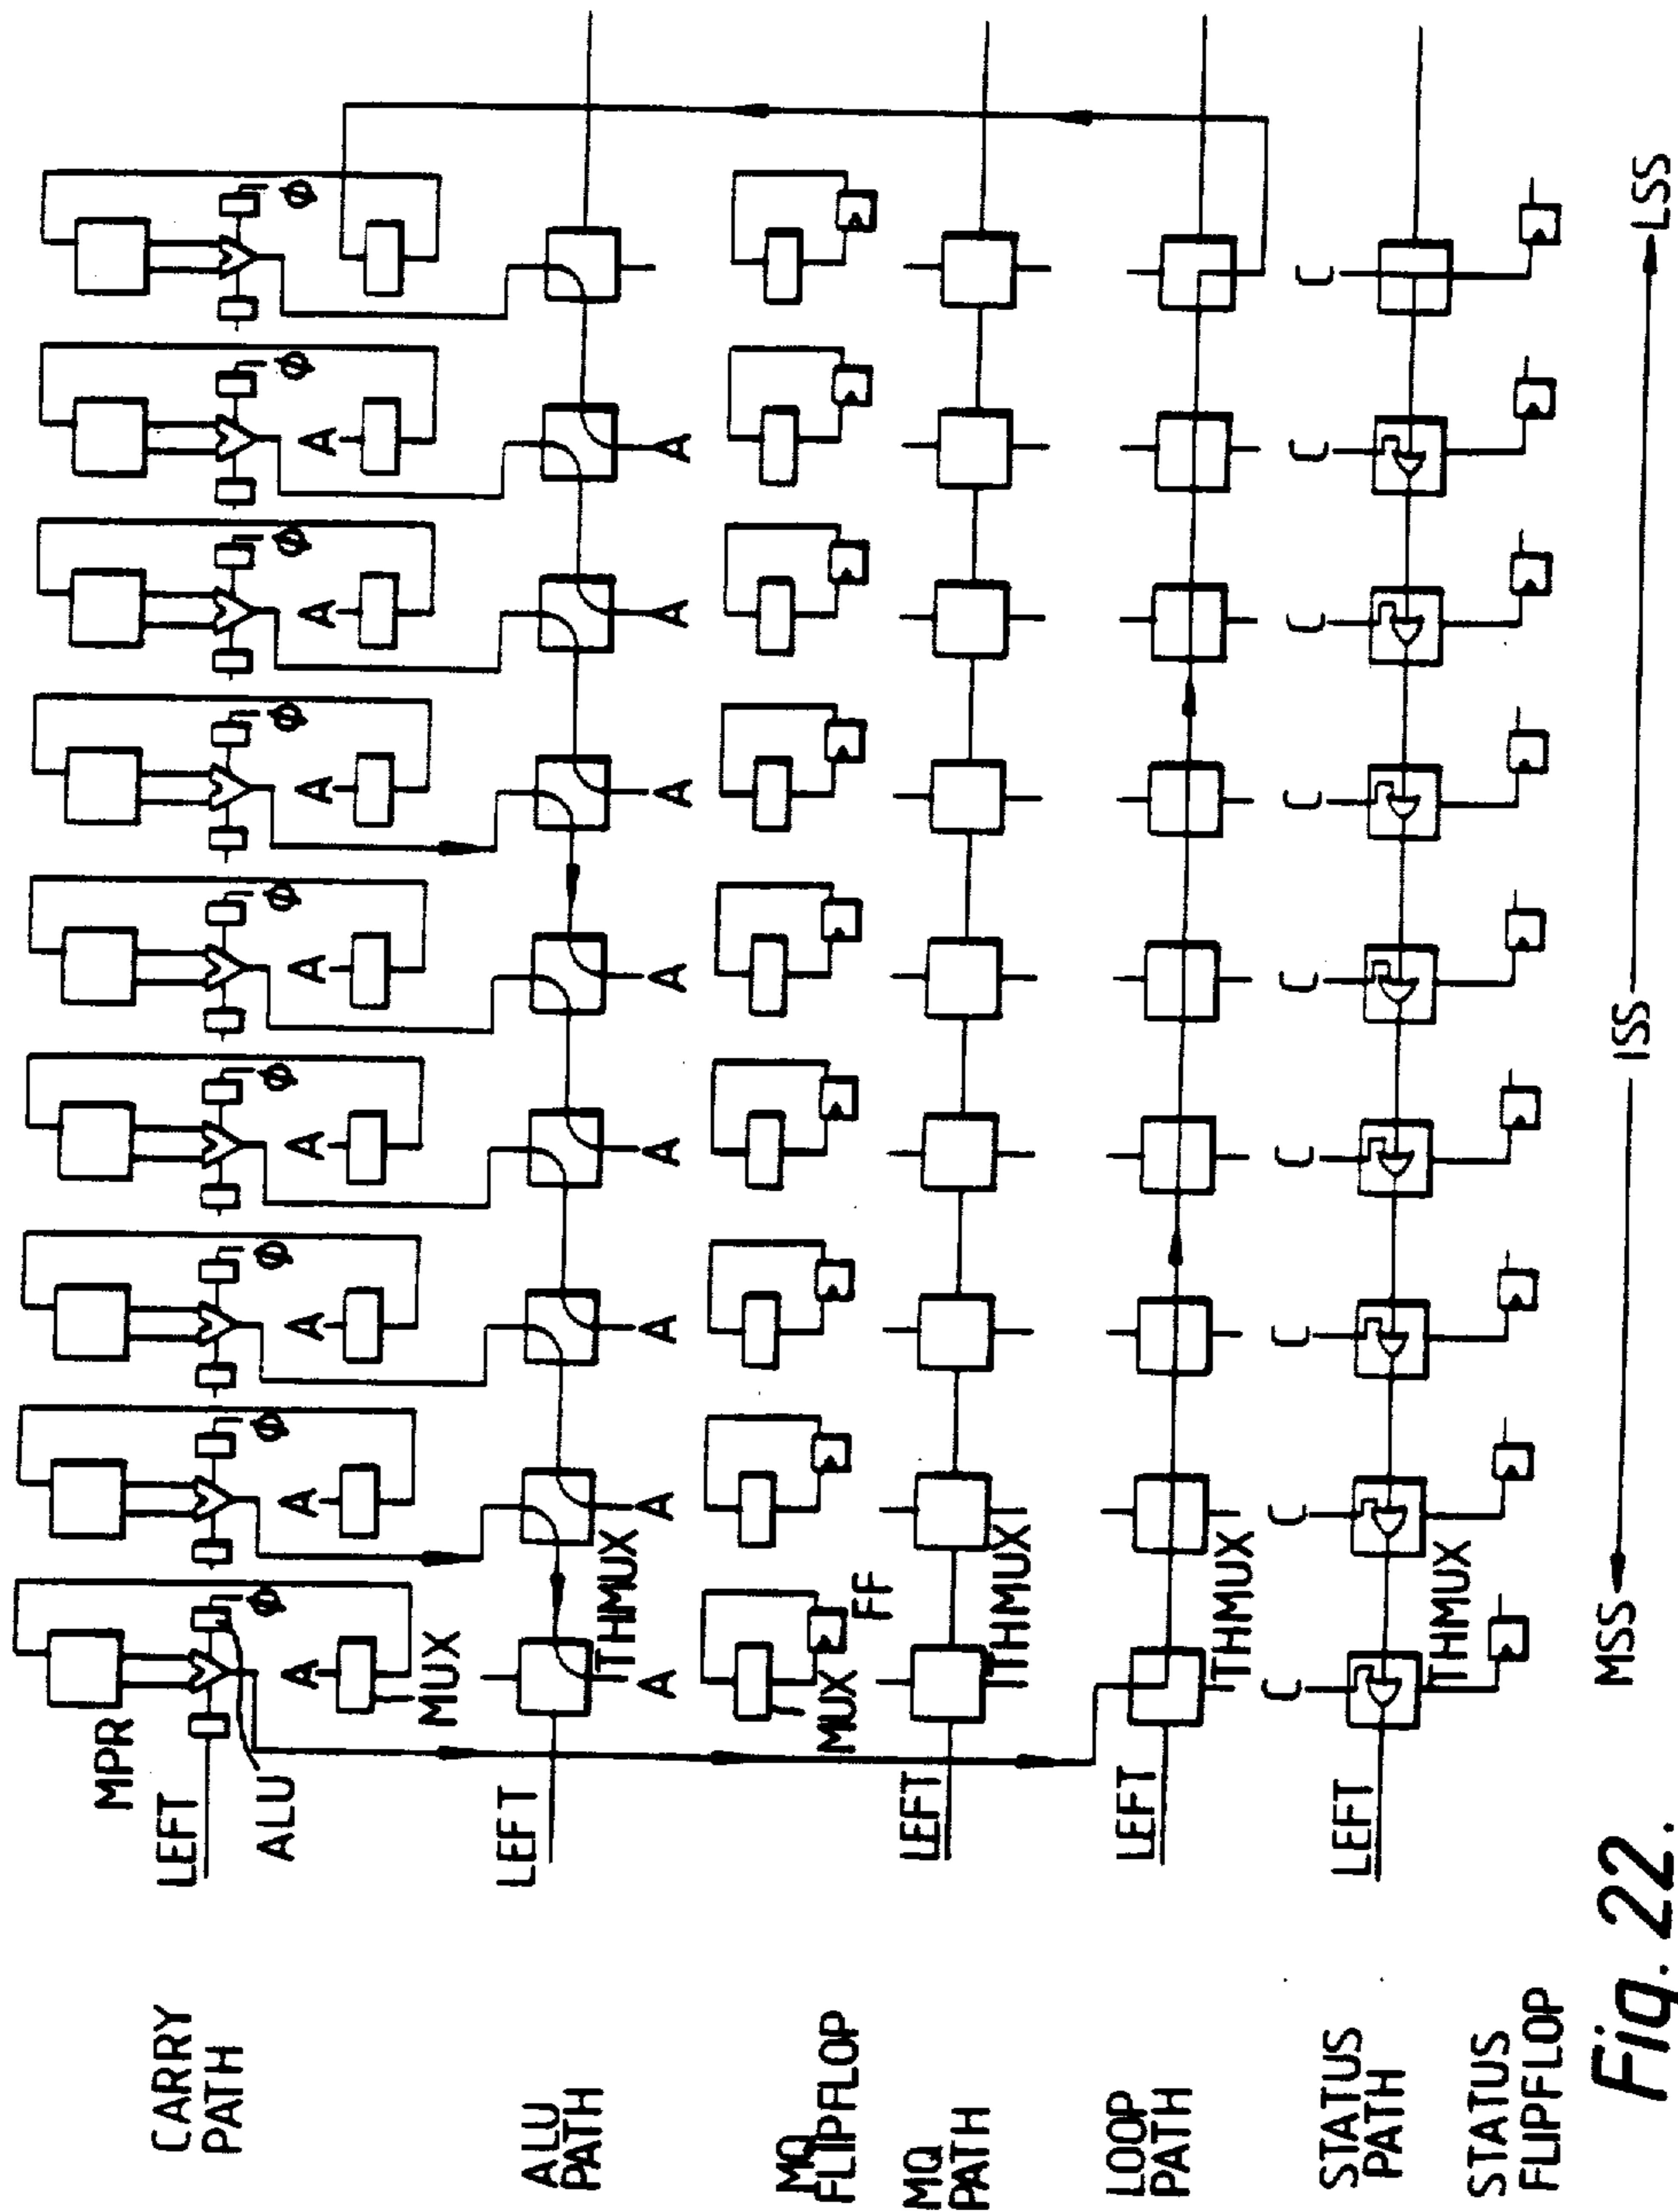 MPR
CARRY
PATH
LEFT
ALU
Φ Φ Φ Φ Φ Φ Φ Φ Φ
A A A A A A A A
MUX
ALU
PATH
LEFT
THMUX
A A A A A A A A
MQ
FLIPFLOP
MUX
FF
MQ
PATH
LEFT
THMUX
LOOP
PATH
LEFT
THMUX
C C C C C C C C C
STATUS
PATH
LEFT
THMUX
STATUS
FLIPFLOP
MSS ISS LSS
Fig. 22.